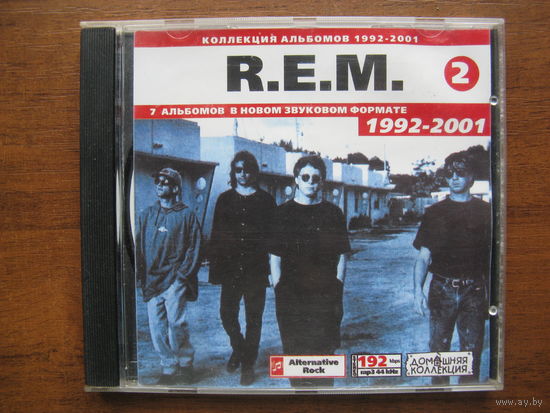 КОЛЛЕКЦИЯ АЛЬБОМОВ 1992-2001
R.E.M.
2
7 АЛЬБОМОВ В НОВОМ ЗВУКОВОМ ФОРМАТЕ
1992-2001
Alternative
Rock
192 kbps
mp3 44 kHz
ДОМАШНЯЯ
КОЛЛЕКЦИЯ
www.ay.by